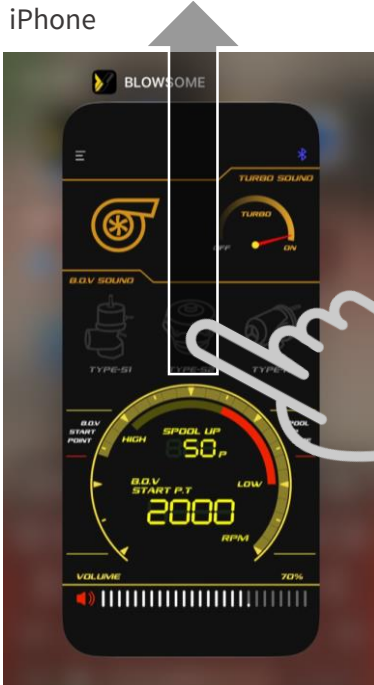 iPhone
BLOWSOME
TURBO SOUND
TURBO
OFF
ON
B.O.V SOUND
TYPE-S1
B.O.V
START
POINT
HIGH
SPOOL UP
50P
LOW
B.O.V
START P.T
2000
RPM
VOLUME
70%